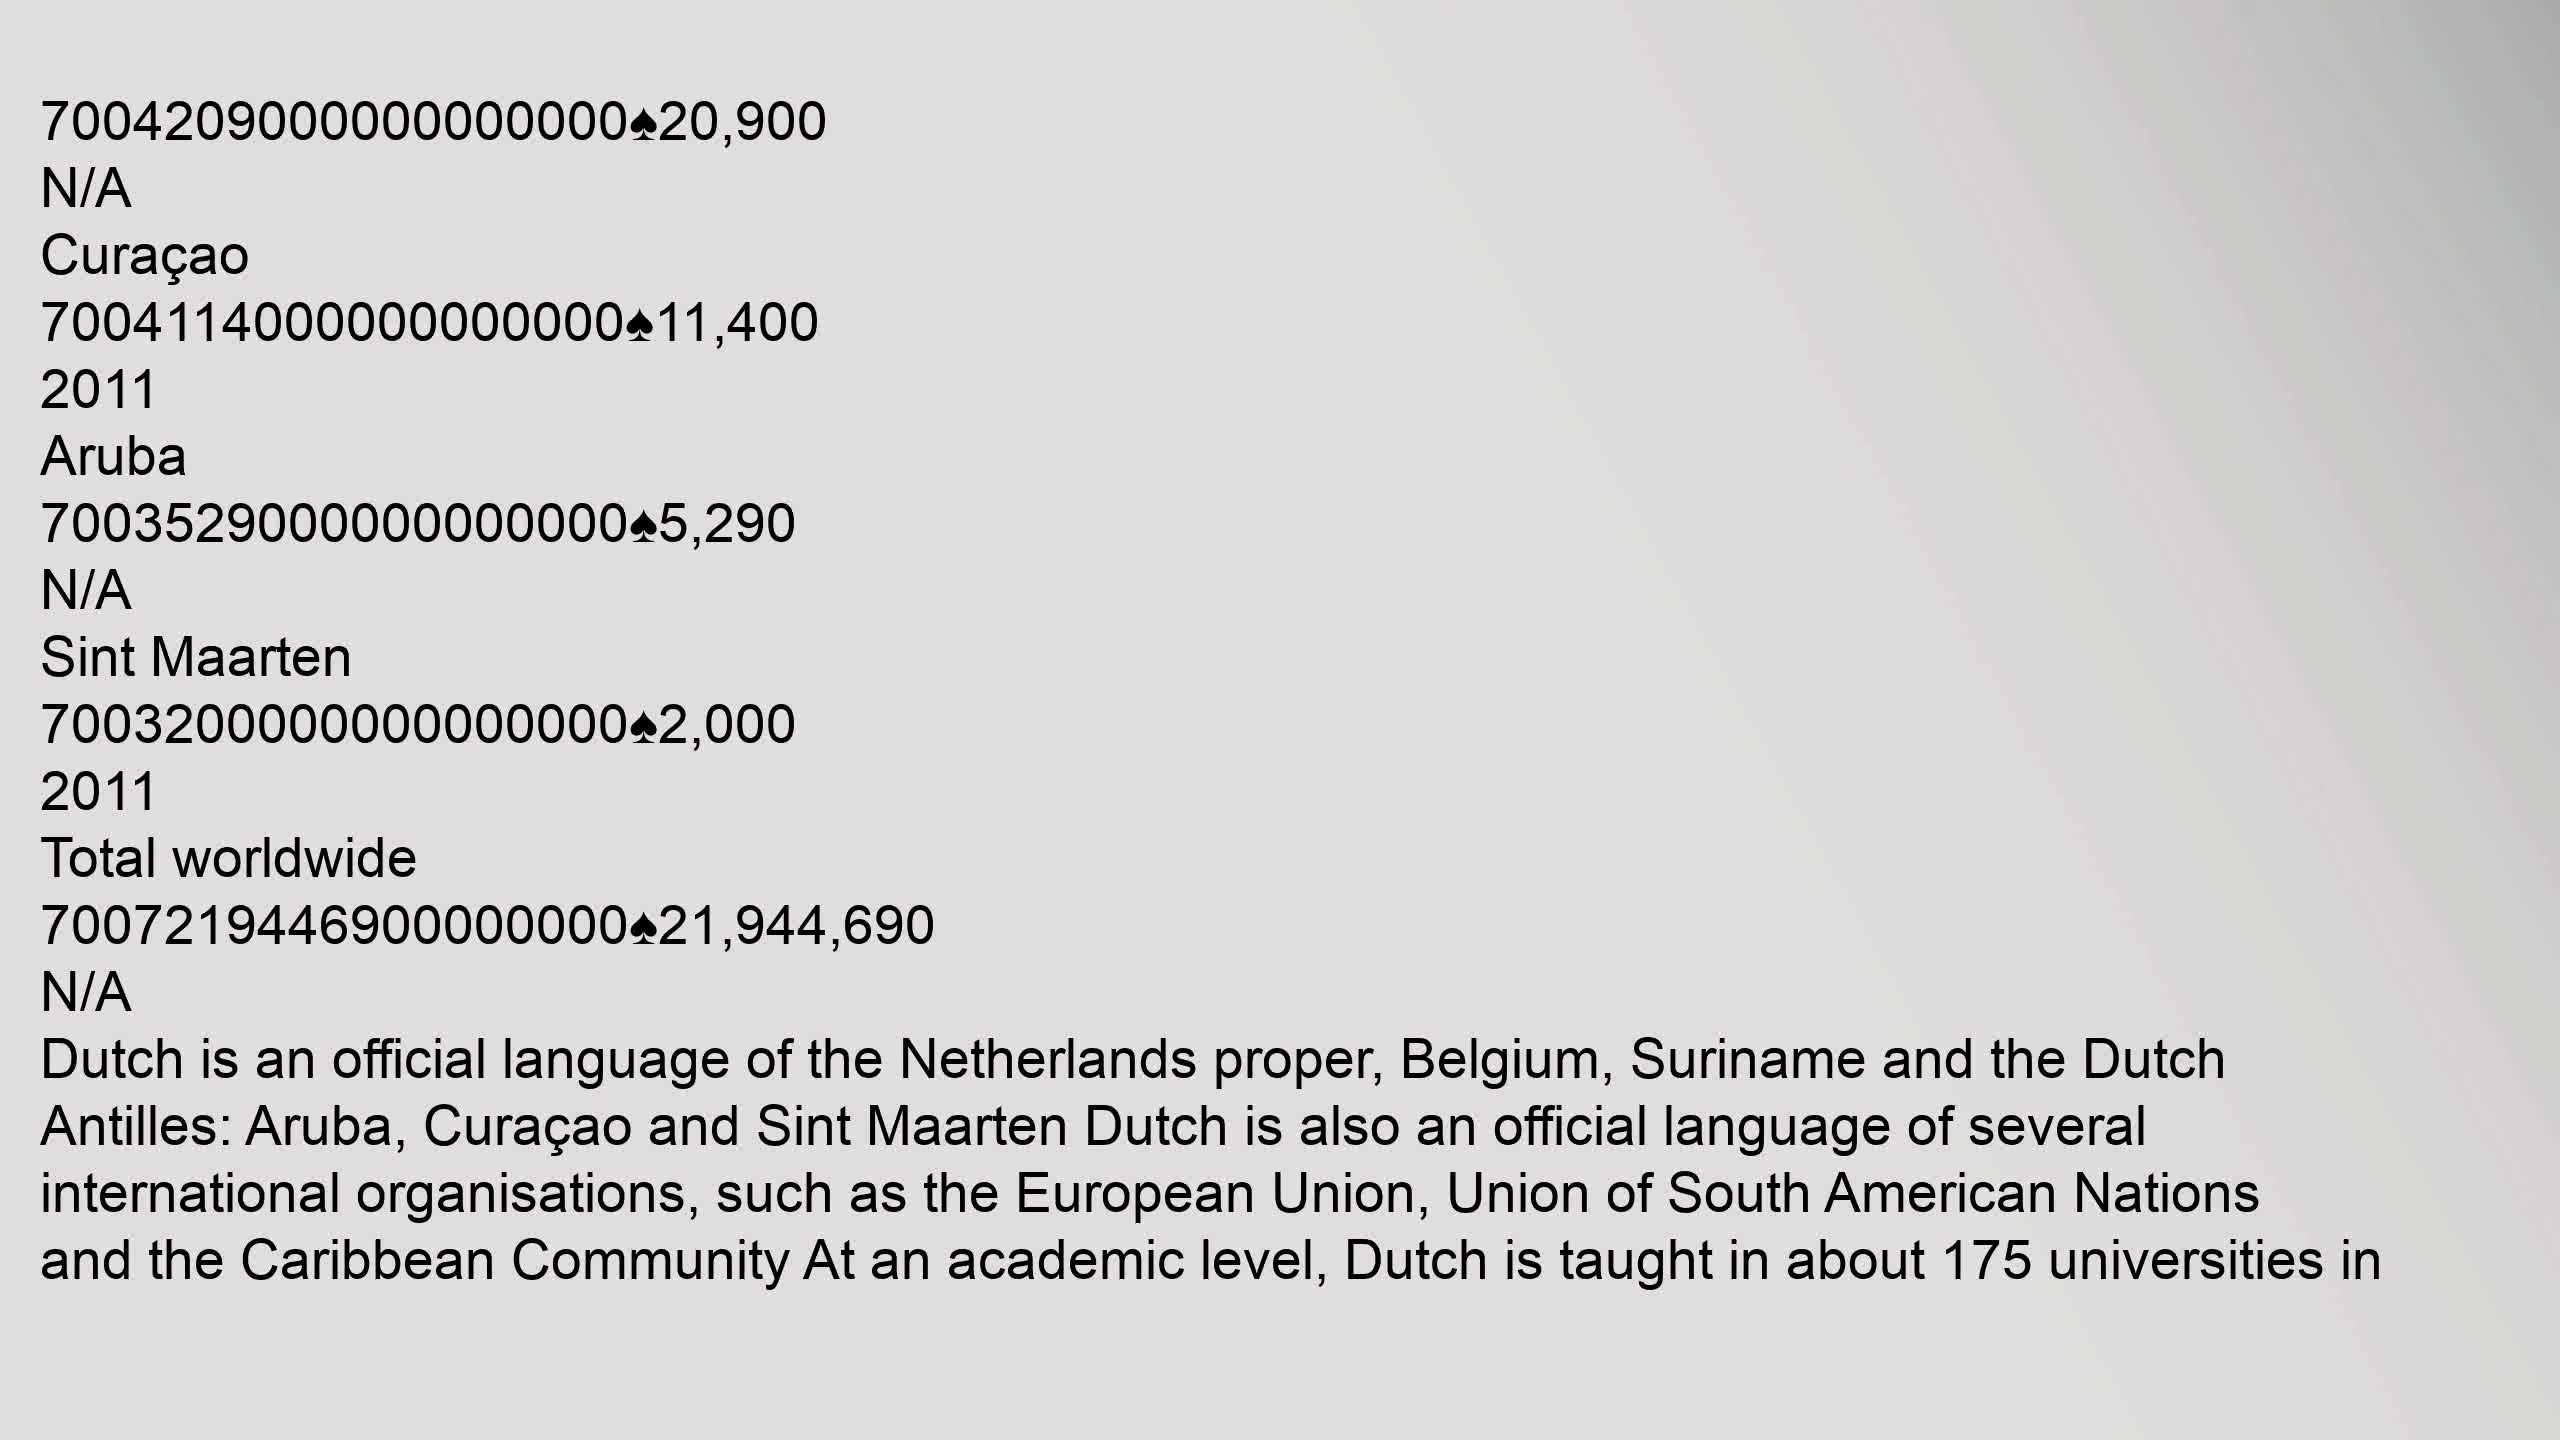 7004209000000000000♠20,900
N/A
Curaçao
7004114000000000000♠11,400
2011
Aruba
7003529000000000000♠5,290
N/A
Sint Maarten
7003200000000000000♠2,000
2011
Total worldwide
7007219446900000000♠21,944,690
N/A
Dutch is an official language of the Netherlands proper, Belgium, Suriname and the Dutch
Antilles: Aruba, Curaçao and Sint Maarten Dutch is also an official language of several
international organisations, such as the European Union, Union of South American Nations
and the Caribbean Community At an academic level, Dutch is taught in about 175 universities in